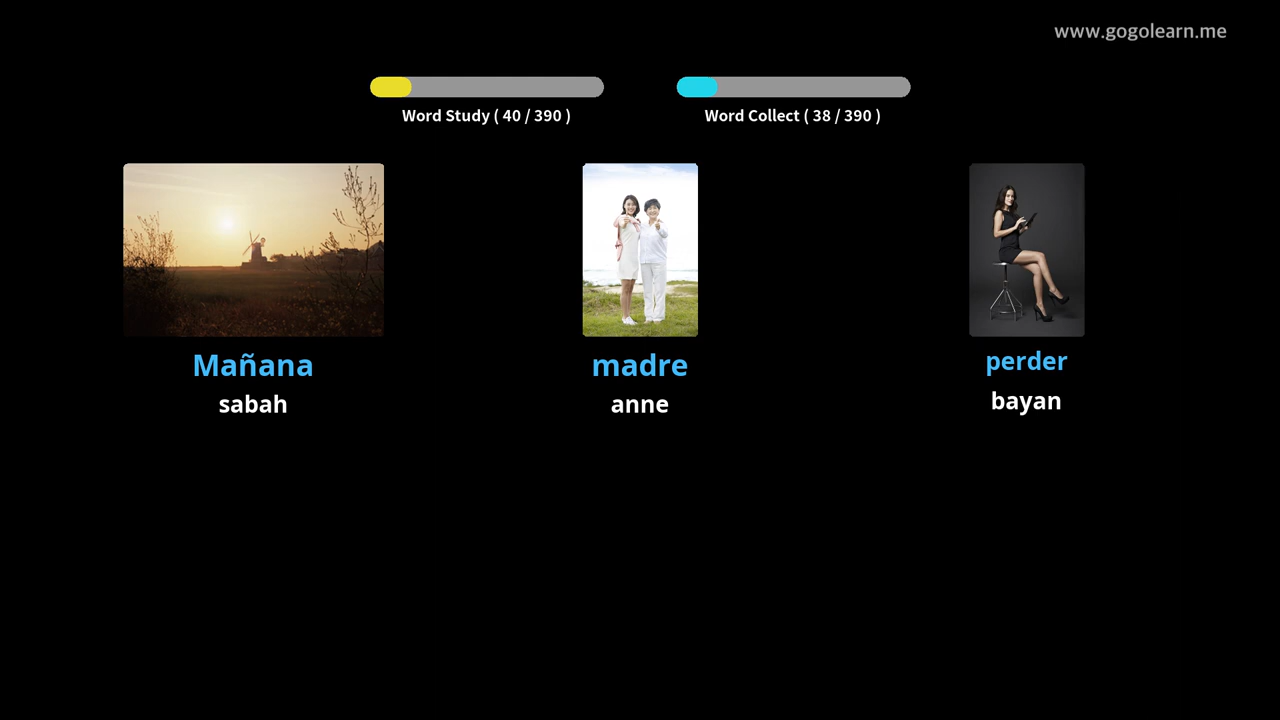 www.gogolearn.me
Word Study ( 40 / 390 )
Word Collect ( 38 / 390 )
Mañana
sabah
madre
anne
perder
bayan